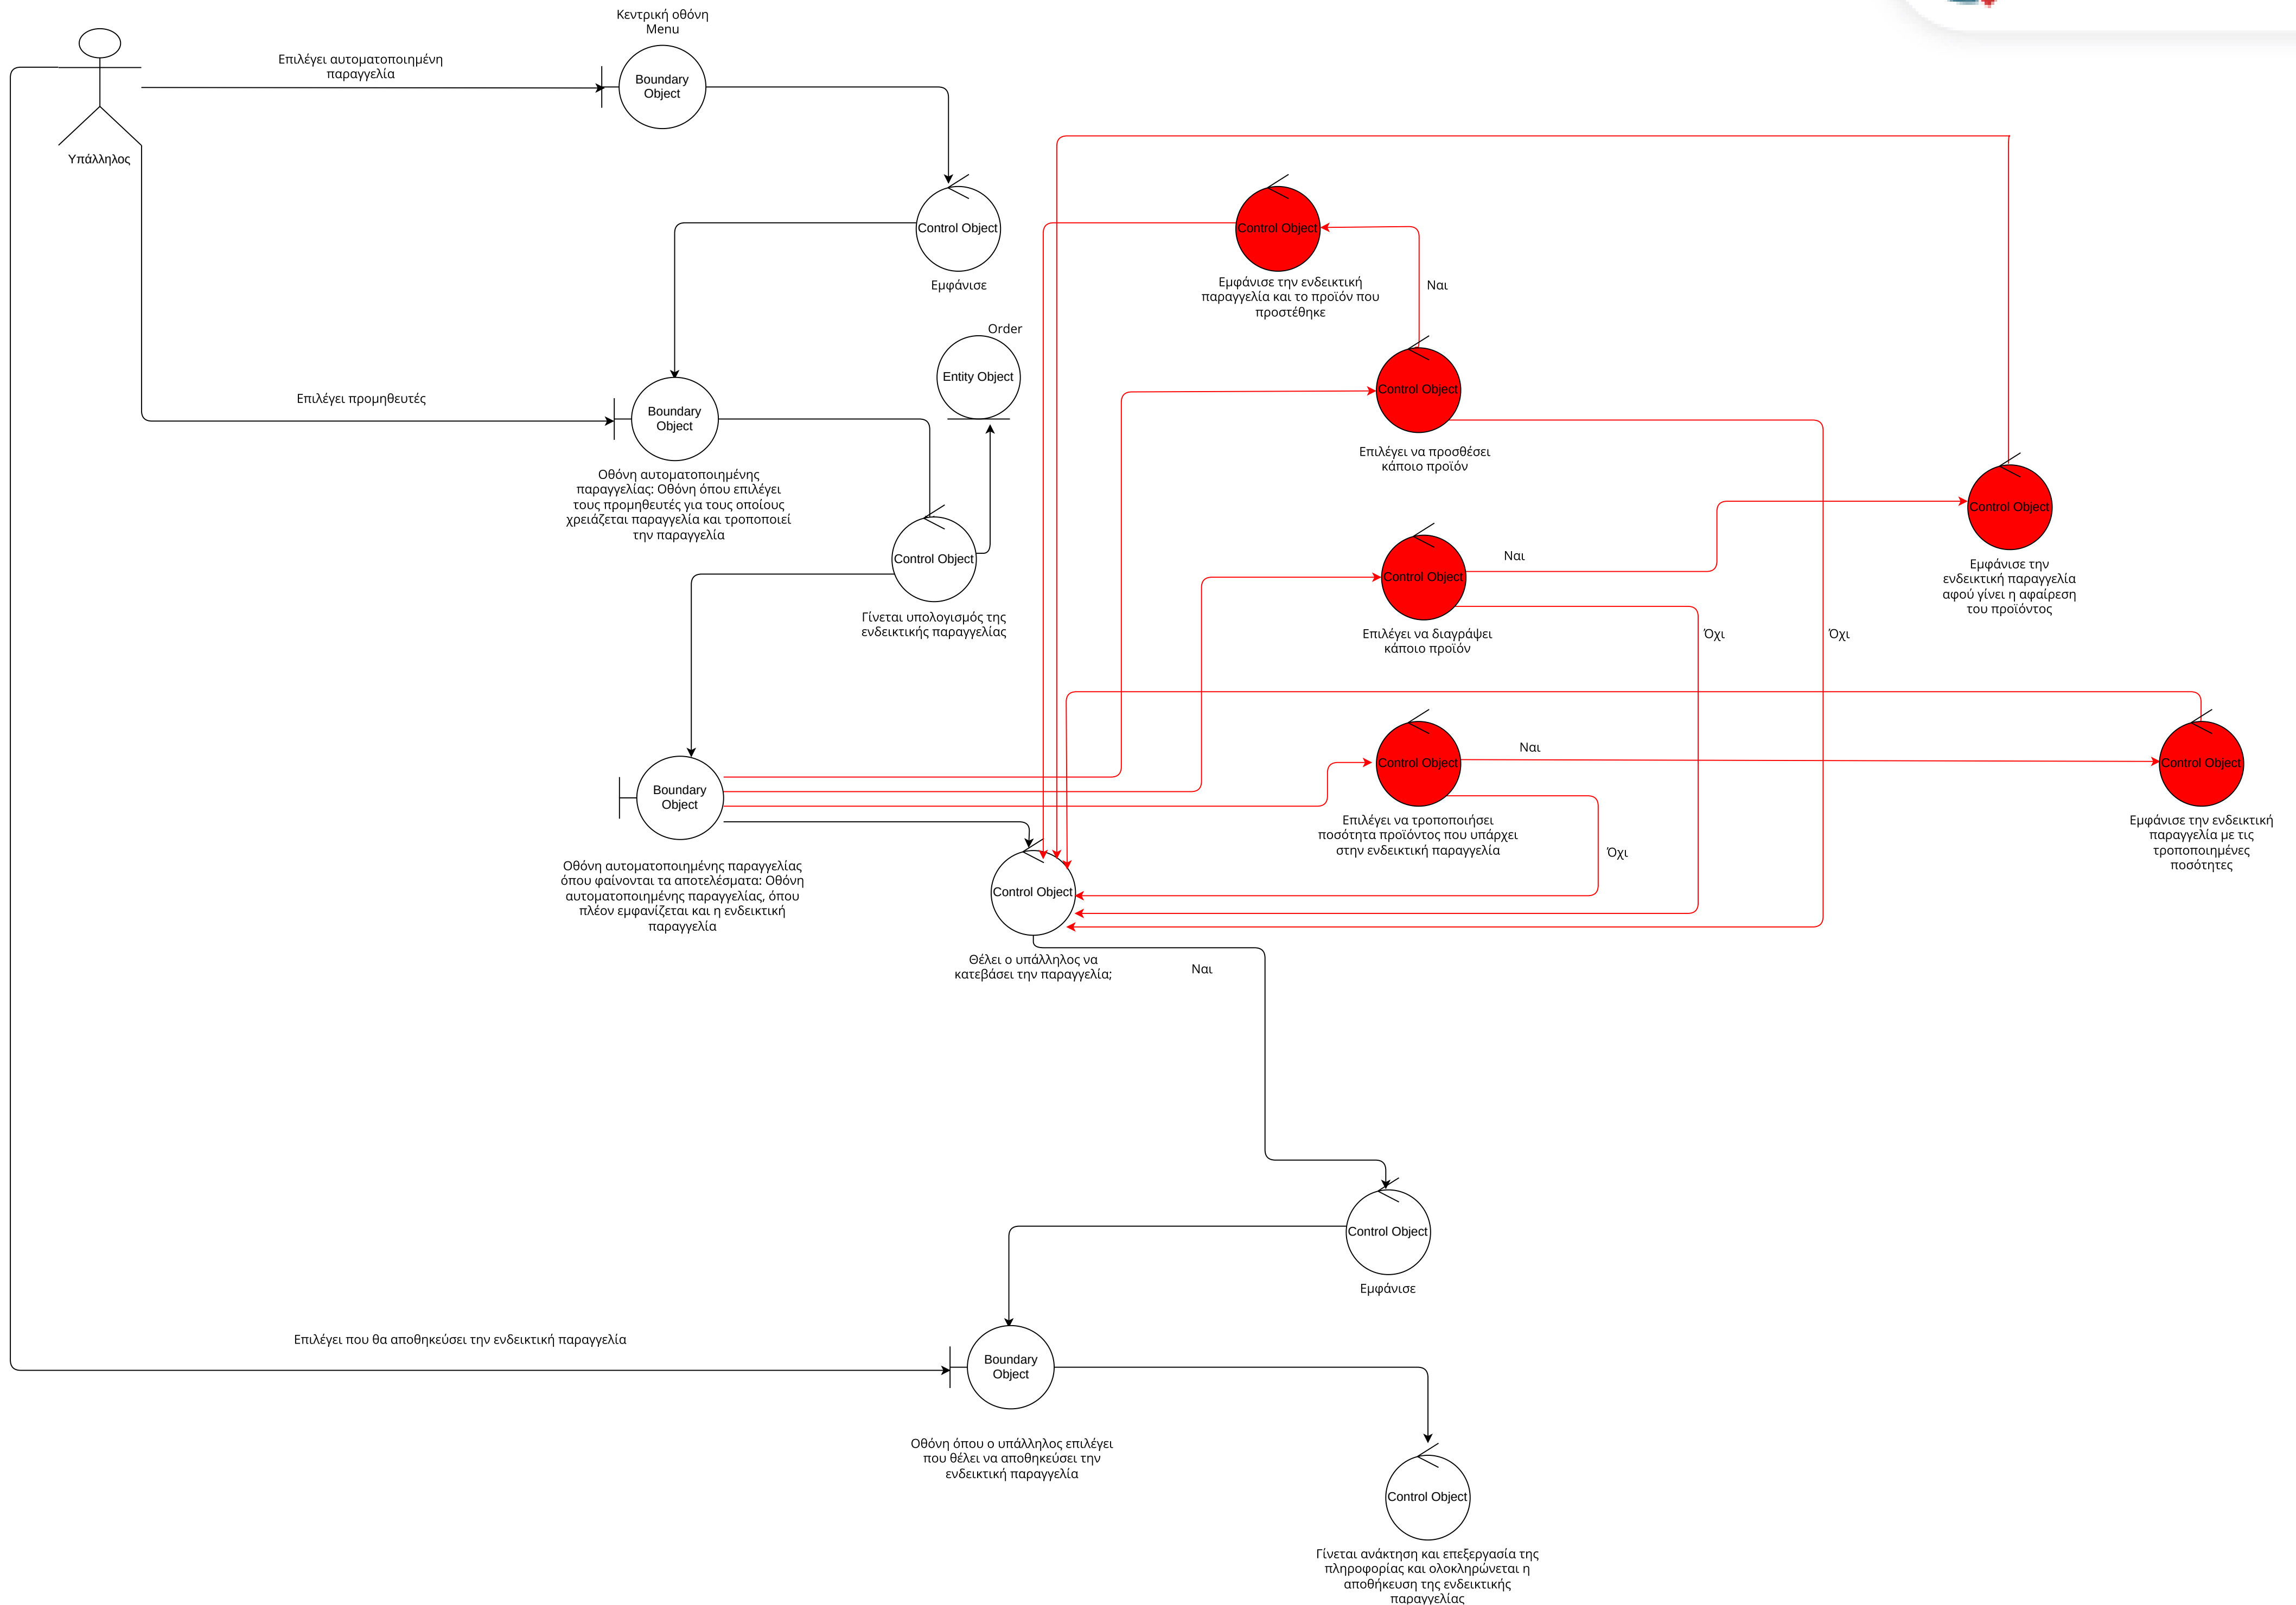 Κεντρική οθόνη
Menu
Επιλέγει αυτοματοποιημένη
παραγγελία
Boundary
Object
Υπάλληλος
Control Object
Εμφάνισε
Control Object
Εμφάνισε την ενδεικτική
παραγγελία και το προϊόν που
προστέθηκε
Ναι
Order
Entity Object
Control Object
Επιλέγει να προσθέσει
κάποιο προϊόν
Επιλέγει προμηθευτές
Boundary
Object
Οθόνη αυτοματοποιημένης
παραγγελίας: Οθόνη όπου επιλέγει
τους προμηθευτές για τους οποίους
χρειάζεται παραγγελία και τροποποιεί
την παραγγελία
Control Object
Γίνεται υπολογισμός της
ενδεικτικής παραγγελίας
Control Object
Επιλέγει να διαγράψει
κάποιο προϊόν
Ναι
Control Object
Εμφάνισε την
ενδεικτική παραγγελία
αφού γίνει η αφαίρεση
του προϊόντος
Όχι
Όχι
Boundary
Object
Οθόνη αυτοματοποιημένης παραγγελίας
όπου φαίνονται τα αποτελέσματα: Οθόνη
αυτοματοποιημένης παραγγελίας, όπου
πλέον εμφανίζεται και η ενδεικτική
παραγγελία
Control Object
Επιλέγει να τροποποιήσει
ποσότητα προϊόντος που υπάρχει
στην ενδεικτική παραγγελία
Ναι
Όχι
Control Object
Εμφάνισε την ενδεικτική
παραγγελία με τις
τροποποιημένες
ποσότητες
Control Object
Θέλει ο υπάλληλος να
κατεβάσει την παραγγελία;
Ναι
Control Object
Εμφάνισε
Επιλέγει που θα αποθηκεύσει την ενδεικτική παραγγελία
Boundary
Object
Οθόνη όπου ο υπάλληλος επιλέγει
που θέλει να αποθηκεύσει την
ενδεικτική παραγγελία
Control Object
Γίνεται ανάκτηση και επεξεργασία της
πληροφορίας και ολοκληρώνεται η
αποθήκευση της ενδεικτικής
παραγγελίας